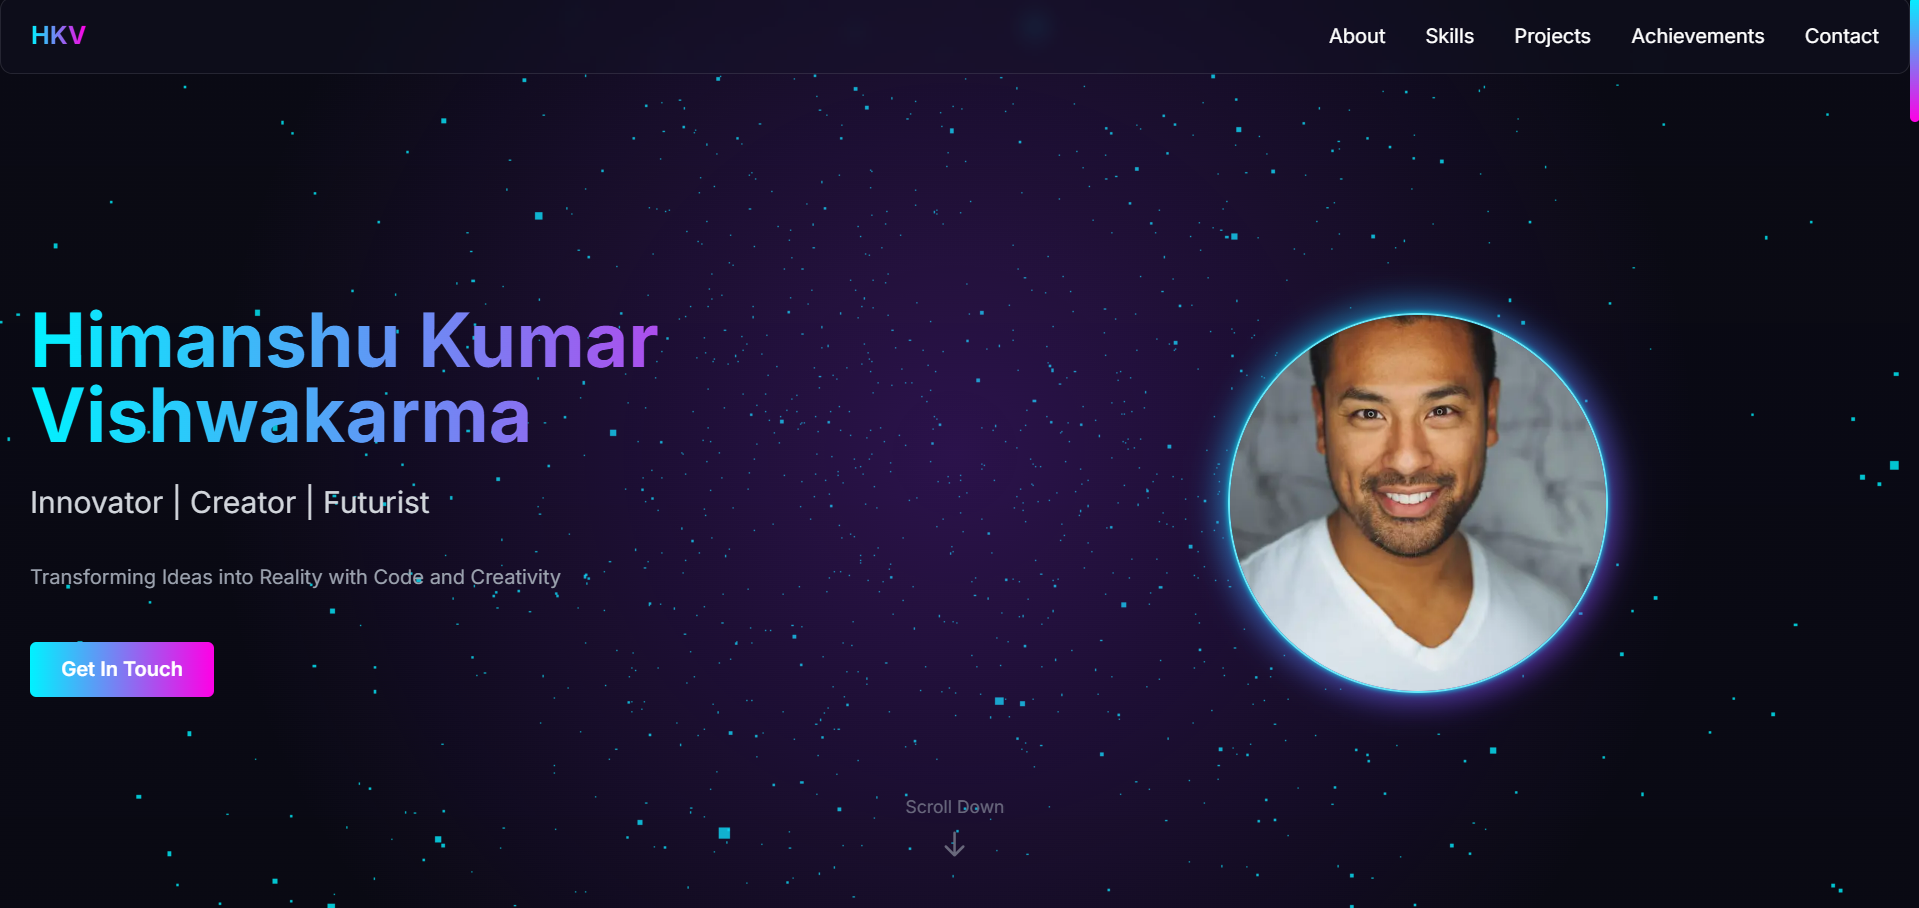 HKV
About
Skills
Projects
Achievements
Contact
Himanshu Kumar
Vishwakarma
Innovator | Creator | Futurist
Transforming Ideas into Reality with Code and Creativity
Get In Touch
Scroll Down